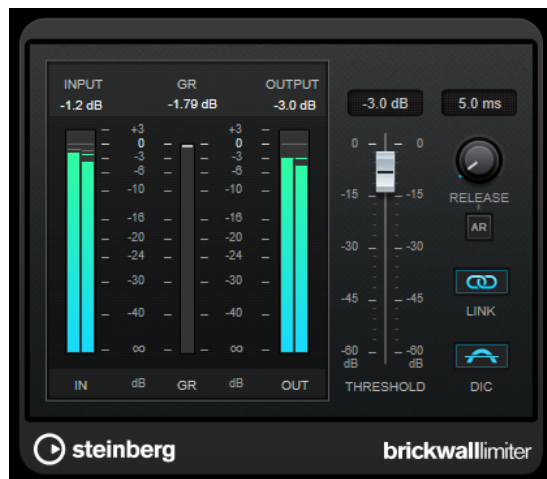 INPUT GR OUTPUT
-1.2 dB -1.79 dB -3.0 dB -3.0 dB 5.0 ms
+3 +3
0 0 0 0
-3 -3
-6 -6
-10 -10
-15 -15 RELEASE
-16 -16
AR
-20 -20
-24 -24 -30 -30
-30 -30
-45 -45 LINK
-40 -40
∞ ∞ -60 -60
dB dB
IN dB GR dB OUT THRESHOLD DIC
steinberg brickwalllimiter